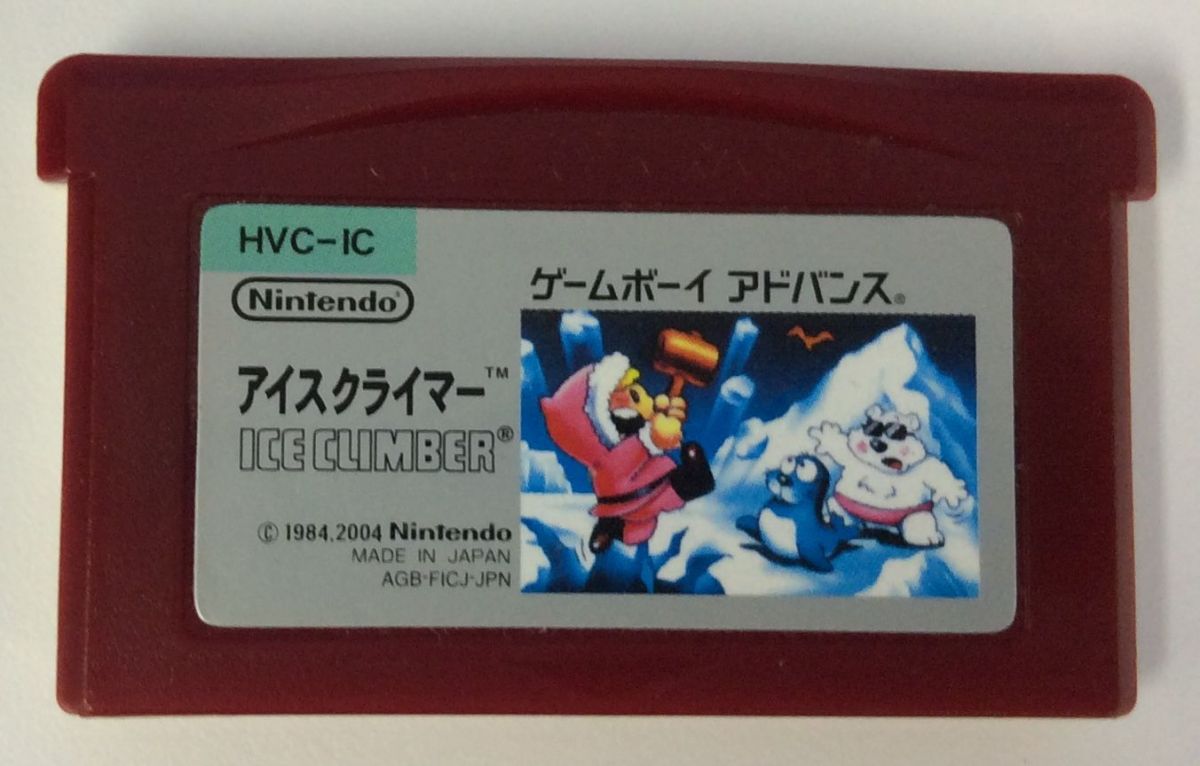 HVC-IC
Nintendo®
ゲームボーイ アドバンス®
アイスクライマー™
ICE CLIMBER®
© 1984,2004 Nintendo
MADE IN JAPAN
AGB-FICJ-JPN